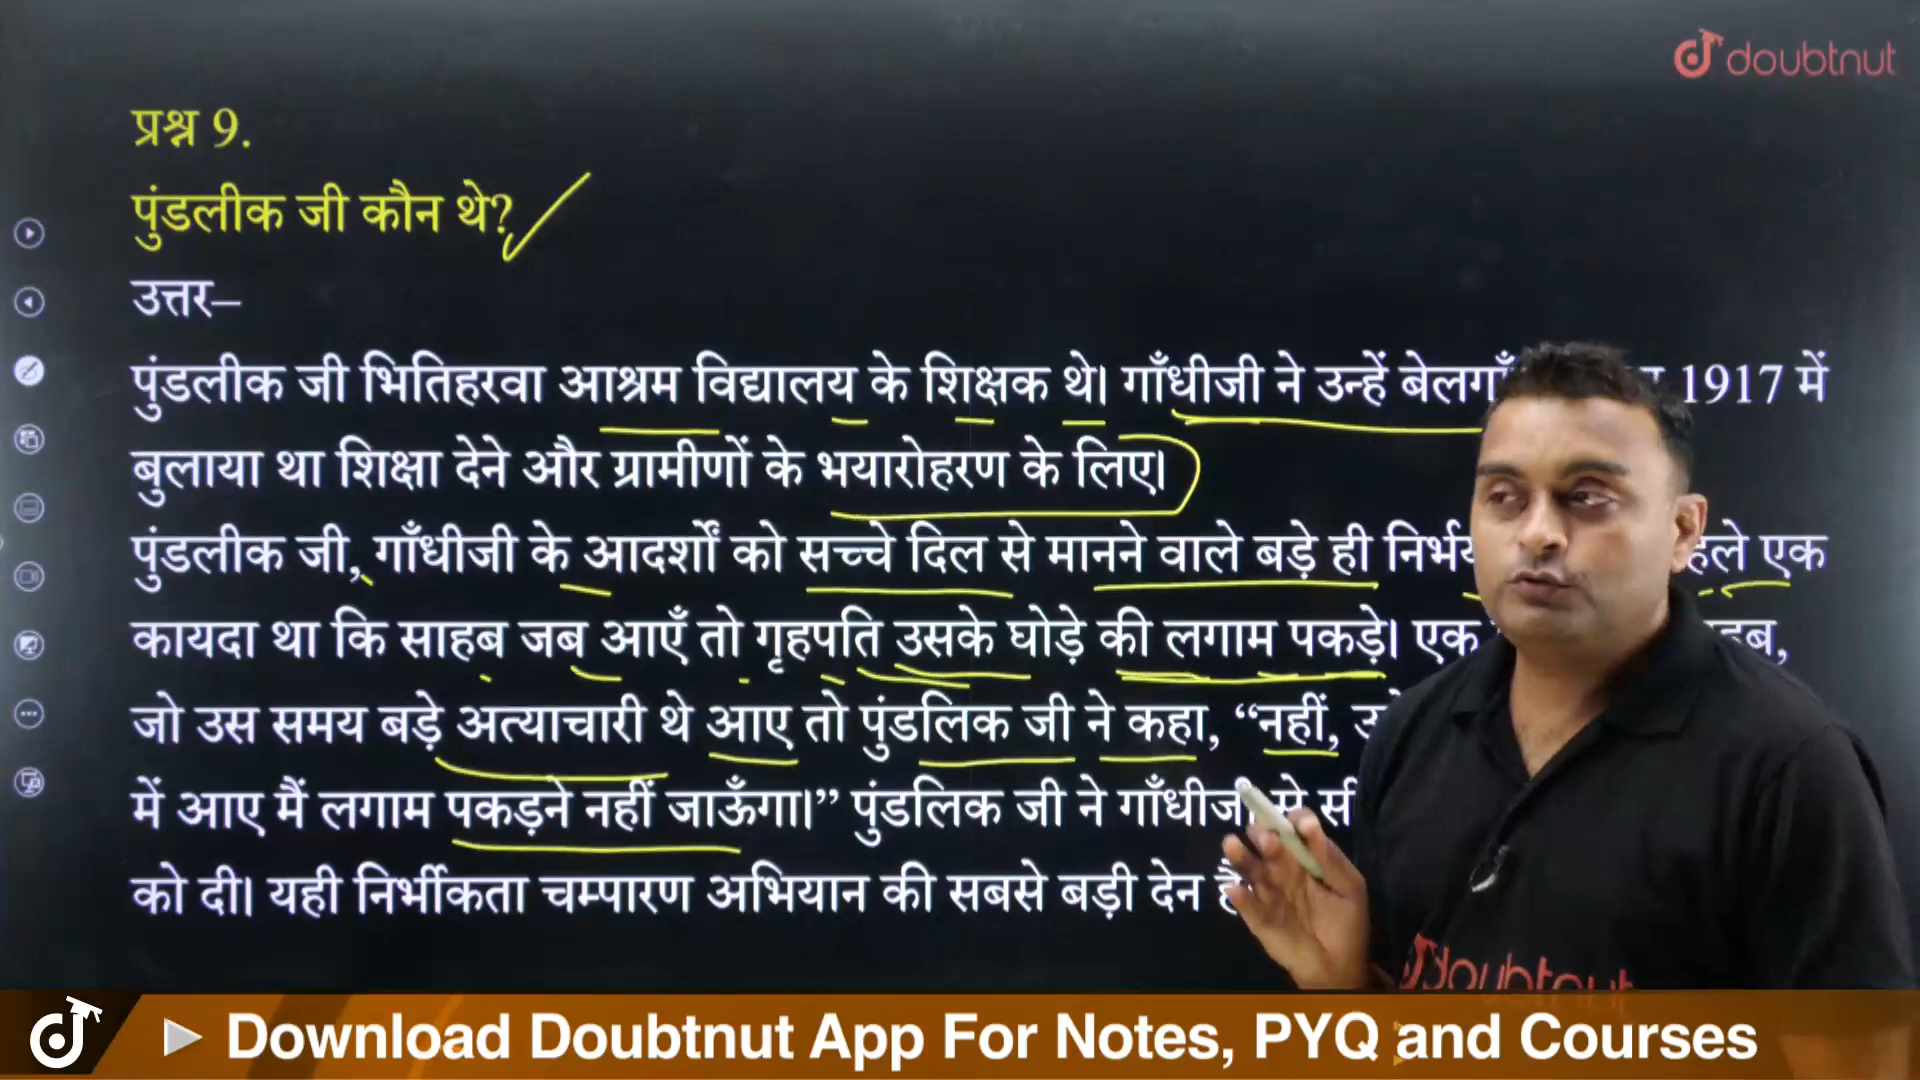 doubtnut
प्रश्न 9.
पुंडलीक जी कौन थे?
उत्तर–
पुंडलीक जी भितिहरवा आश्रम विद्यालय के शिक्षक थे। गाँधीजी ने उन्हें 1917 में
बुलाया था शिक्षा देने और ग्रामीणों के भयारोहरण के लिए।
पुंडलीक जी, गाँधीजी के आदर्शों को सच्चे दिल से मानने वाले बड़े ही एक
कायदा था कि साहब जब आएँ तो गृहपति उसके घोड़े की लगाम पकड़े। एक
जो उस समय बड़े अत्याचारी थे आए तो पुंडलिक जी ने कहा, “नहीं,
में आए मैं लगाम पकड़ने नहीं जाऊँगा।” पुंडलिक जी ने गाँधीजी से
को दी। यही निर्भीकता चम्पारण अभियान की सबसे बड़ी देन है
doubtnut
Download Doubtnut App For Notes, PYQ and Courses